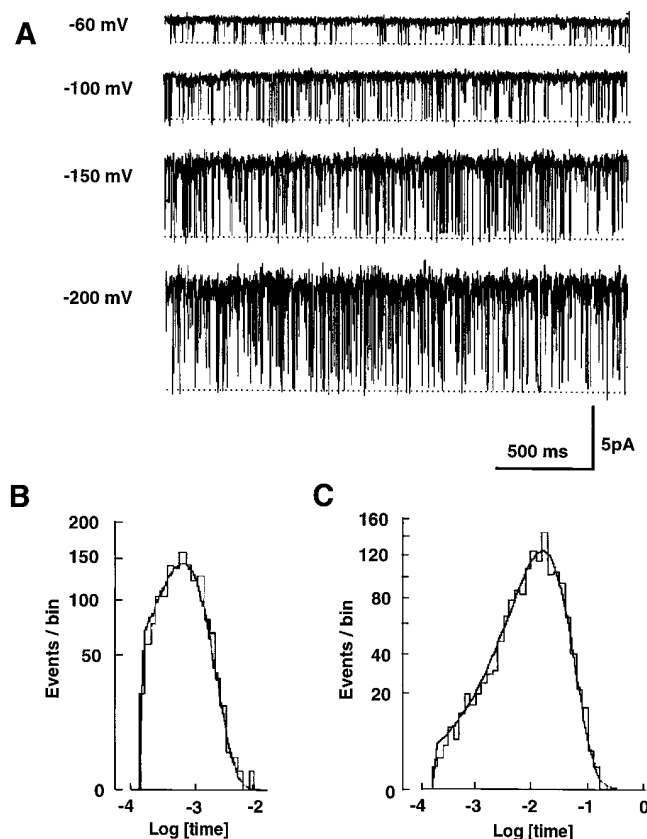 A
-60 mV
-100 mV
-150 mV
-200 mV
500 ms
5pA
B
Events / bin
200
150
100
50
0
-4
-3
-2
Log [time]
C
Events / bin
160
120
80
40
20
0
-4
-3
-2
-1
0
Log [time]